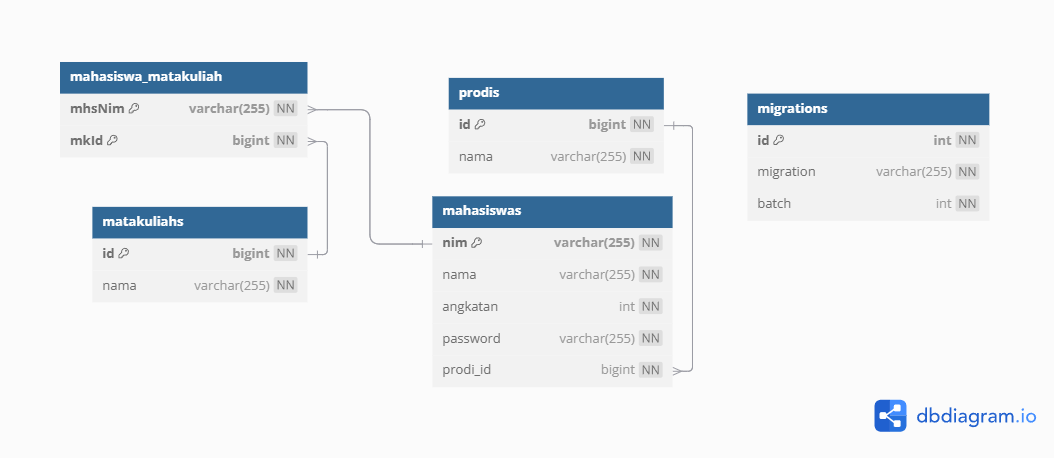 mahasiswa_matakuliah
mhsNim varchar(255) NN
mkId bigint NN
matakuliahs
id bigint NN
nama varchar(255) NN
prodis
id bigint NN
nama varchar(255) NN
mahasiswas
nim varchar(255) NN
nama varchar(255) NN
angkatan int NN
password varchar(255) NN
prodi_id bigint NN
migrations
id int NN
migration varchar(255) NN
batch int NN
dbdiagram.io